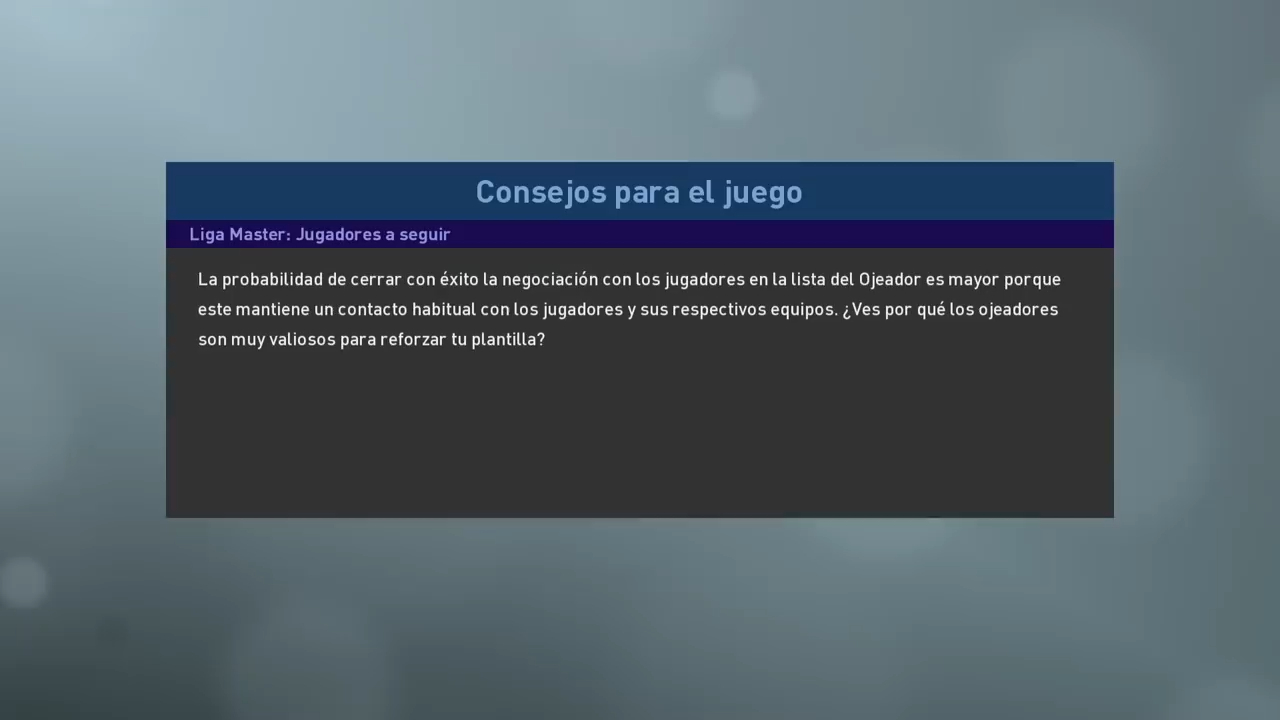 Consejos para el juego
Liga Master: Jugadores a seguir
La probabilidad de cerrar con éxito la negociación con los jugadores en la lista del Ojeador es mayor porque
este mantiene un contacto habitual con los jugadores y sus respectivos equipos. ¿Ves por qué los ojeadores
son muy valiosos para reforzar tu plantilla?